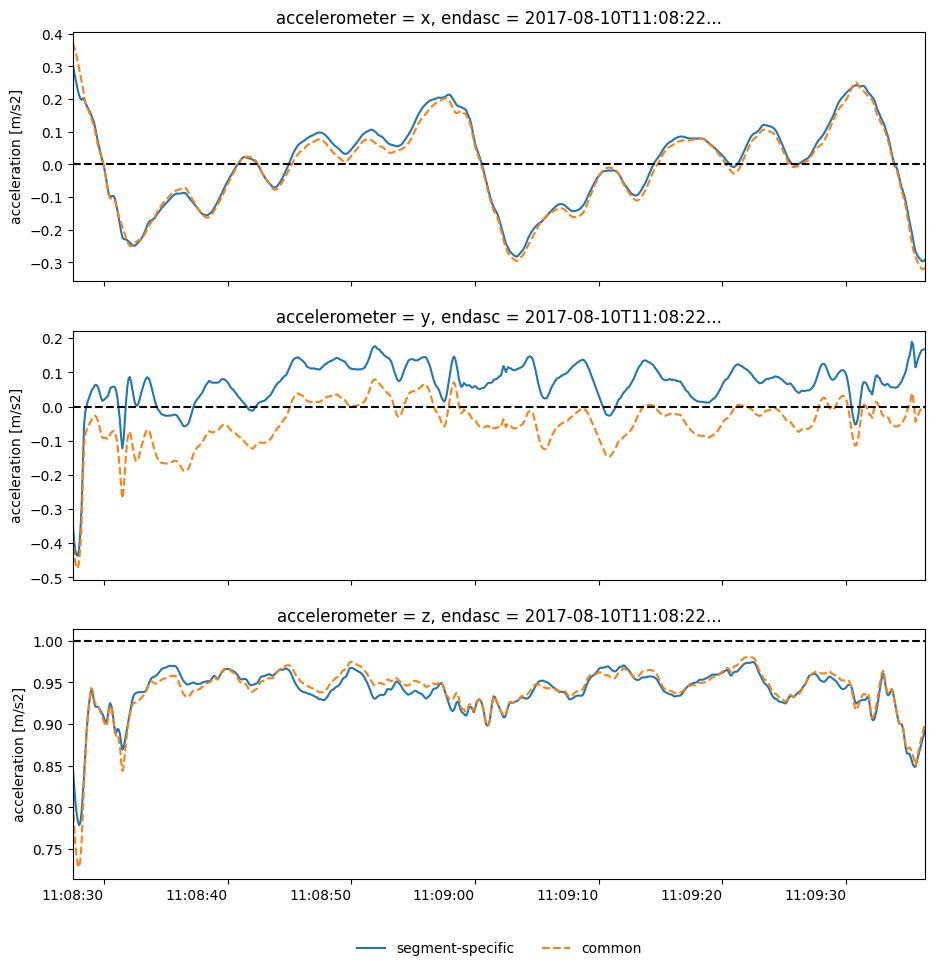 accelerometer = x, endasc = 2017-08-10T11:08:22...
acceleration [m/s2]
0.4
0.3
0.2
0.1
0.0
−0.1
−0.2
−0.3
accelerometer = y, endasc = 2017-08-10T11:08:22...
acceleration [m/s2]
0.2
0.1
0.0
−0.1
−0.2
−0.3
−0.4
−0.5
accelerometer = z, endasc = 2017-08-10T11:08:22...
acceleration [m/s2]
1.00
0.95
0.90
0.85
0.80
0.75
11:08:30 11:08:40 11:08:50 11:09:00 11:09:10 11:09:20 11:09:30
segment-specific common